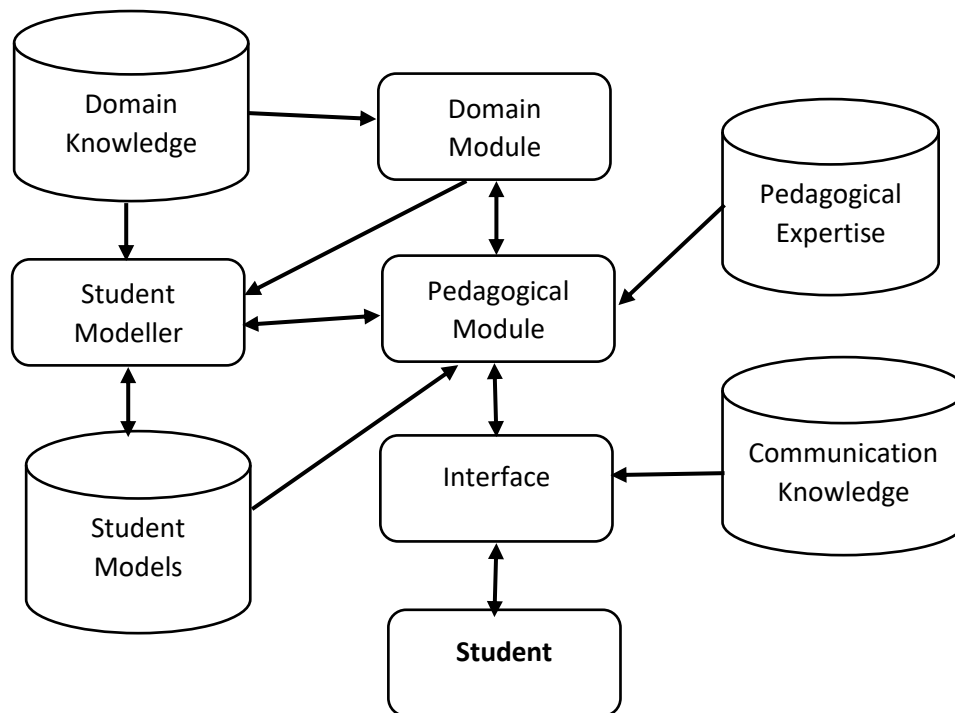 Domain
Knowledge
Domain
Module
Pedagogical
Expertise
Student
Modeller
Pedagogical
Module
Communication
Knowledge
Interface
Student
Models
Student